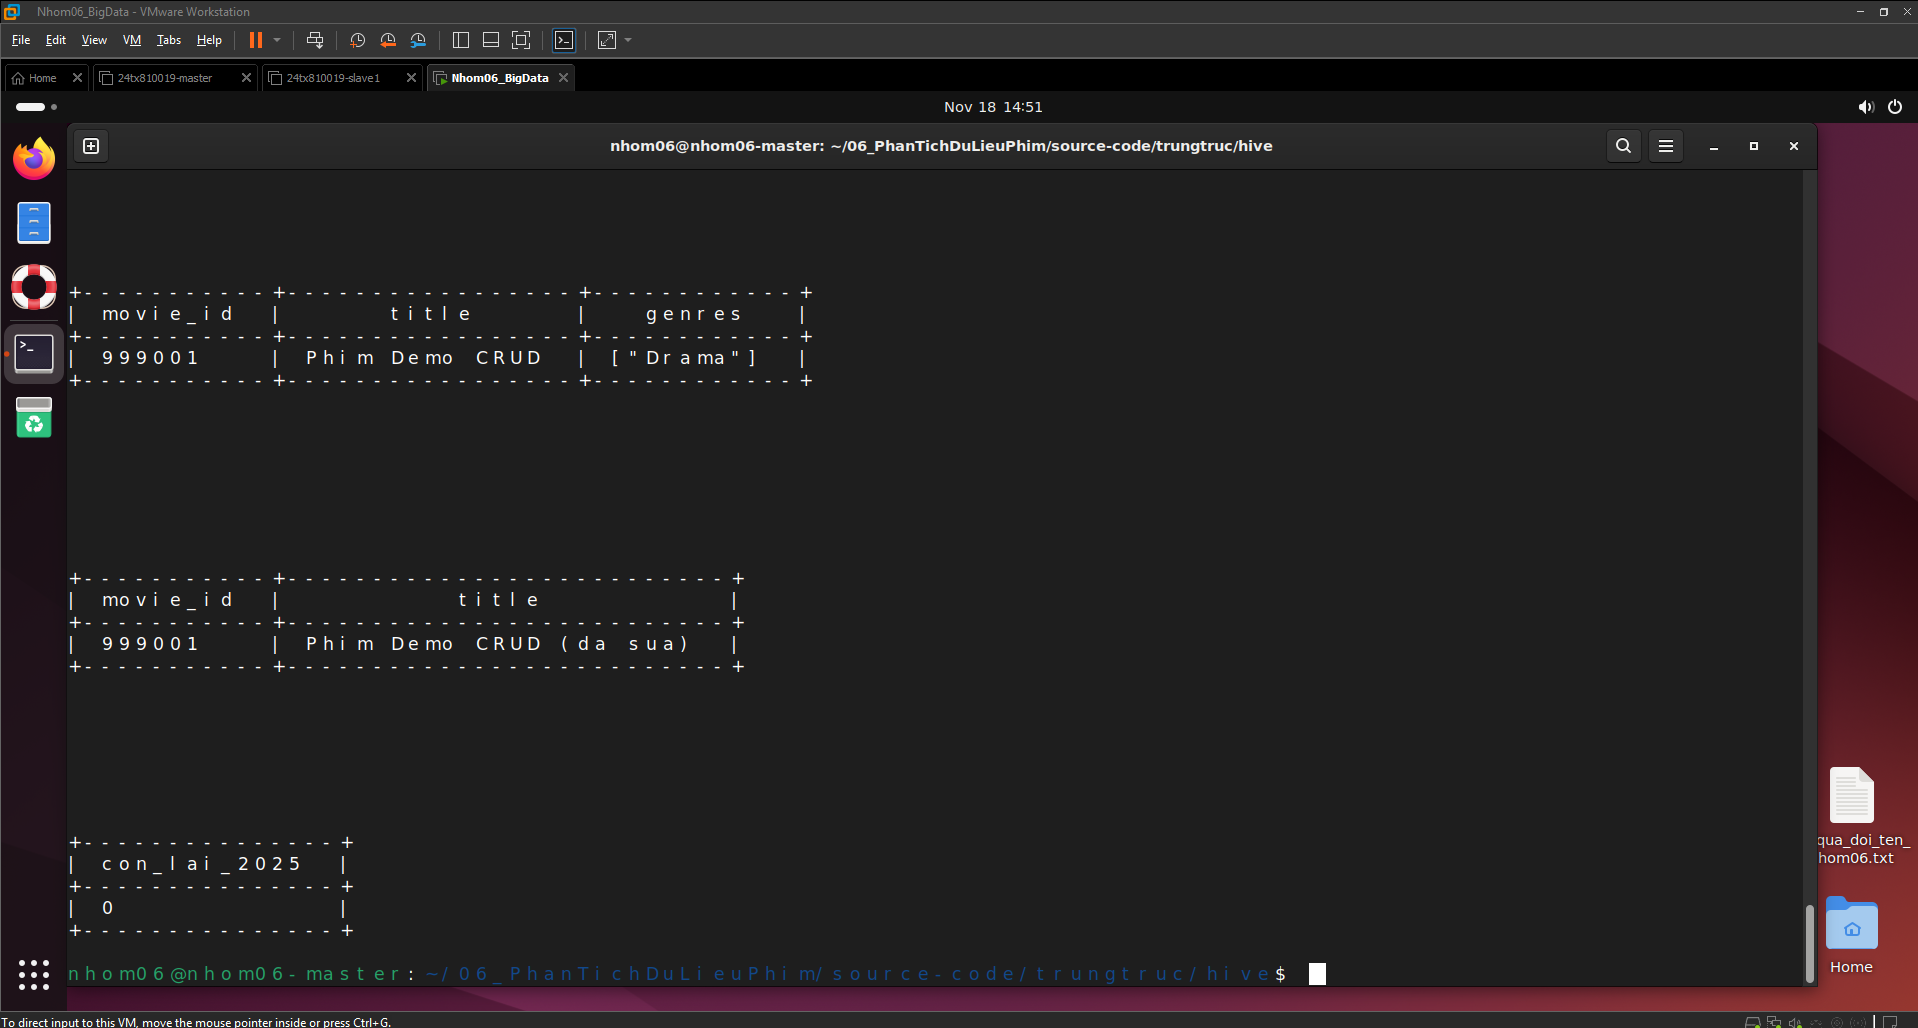 Nhom06_BigData - VMware Workstation
File Edit View VM Tabs Help
Home 24tx810019-master 24tx810019-slave1 Nhom06_BigData
Nov 18 14:51
nhom06@nhom06-master: ~/06_PhanTichDuLieuPhim/source-code/trungtruc/hive
+-----------+-----------------+------------+
| movie_id | title | genres |
+-----------+-----------------+------------+
| 999001 | Phim Demo CRUD | ["Drama"] |
+-----------+-----------------+------------+
+-----------+--------------------------+
| movie_id | title |
+-----------+--------------------------+
| 999001 | Phim Demo CRUD (da sua) |
+-----------+--------------------------+
+---------------+
| con_lai_2025 |
+---------------+
| 0 |
+---------------+
nhom06@nhom06-master:~/06_PhanTichDuLieuPhim/source-code/trungtruc/hive$
qua_doi_ten_
hom06.txt
Home
To direct input to this VM, move the mouse pointer inside or press Ctrl+G.